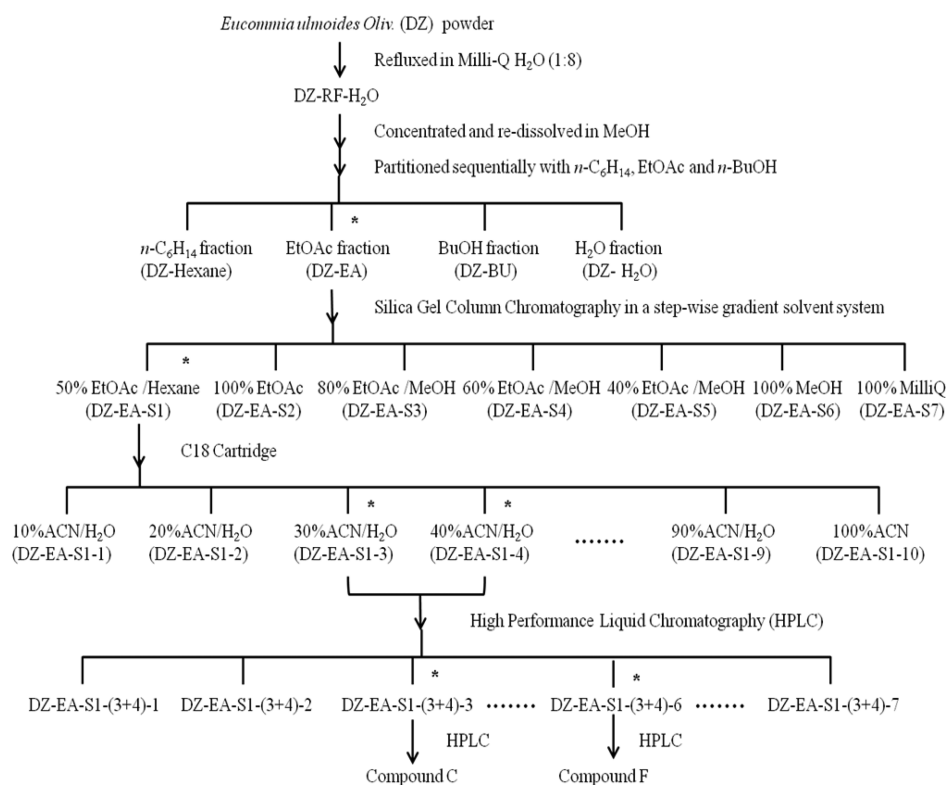 Eucommia ulmoides Oliv. (DZ) powder
Refluxed in Milli-Q H₂O (1:8)
DZ-RF-H₂O
Concentrated and re-dissolved in MeOH
Partitioned sequentially with n-C₆H₁₄, EtOAc and n-BuOH
*
n-C₆H₁₄ fraction
(DZ-Hexane)
EtOAc fraction
(DZ-EA)
BuOH fraction
(DZ-BU)
H₂O fraction
(DZ- H₂O)
Silica Gel Column Chromatography in a step-wise gradient solvent system
*
50% EtOAc /Hexane
(DZ-EA-S1)
100% EtOAc
(DZ-EA-S2)
80% EtOAc /MeOH
(DZ-EA-S3)
60% EtOAc /MeOH
(DZ-EA-S4)
40% EtOAc /MeOH
(DZ-EA-S5)
100% MeOH
(DZ-EA-S6)
100% MilliQ
(DZ-EA-S7)
C18 Cartridge
*
*
10%ACN/H₂O
(DZ-EA-S1-1)
20%ACN/H₂O
(DZ-EA-S1-2)
30%ACN/H₂O
(DZ-EA-S1-3)
40%ACN/H₂O
(DZ-EA-S1-4)
........
90%ACN/H₂O
(DZ-EA-S1-9)
100%ACN
(DZ-EA-S1-10)
High Performance Liquid Chromatography (HPLC)
*
*
DZ-EA-S1-(3+4)-1
DZ-EA-S1-(3+4)-2
DZ-EA-S1-(3+4)-3
........
DZ-EA-S1-(3+4)-6
........
DZ-EA-S1-(3+4)-7
HPLC
HPLC
Compound C
Compound F